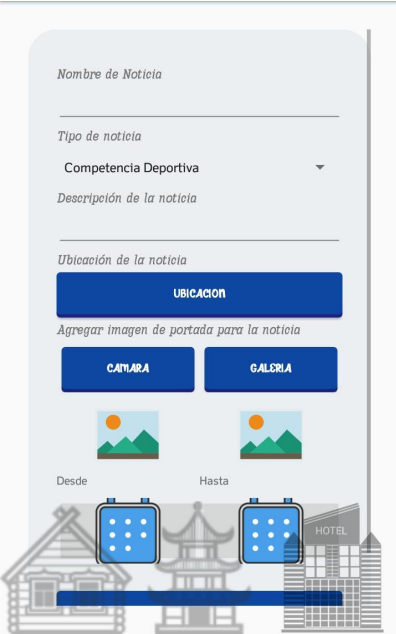 Nombre de Noticia
Tipo de noticia
Competencia Deportiva
Descripción de la noticia
Ubicación de la noticia
UBICACION
Agregar imagen de portada para la noticia
CAMARA GALERIA
Desde Hasta
HOTEL